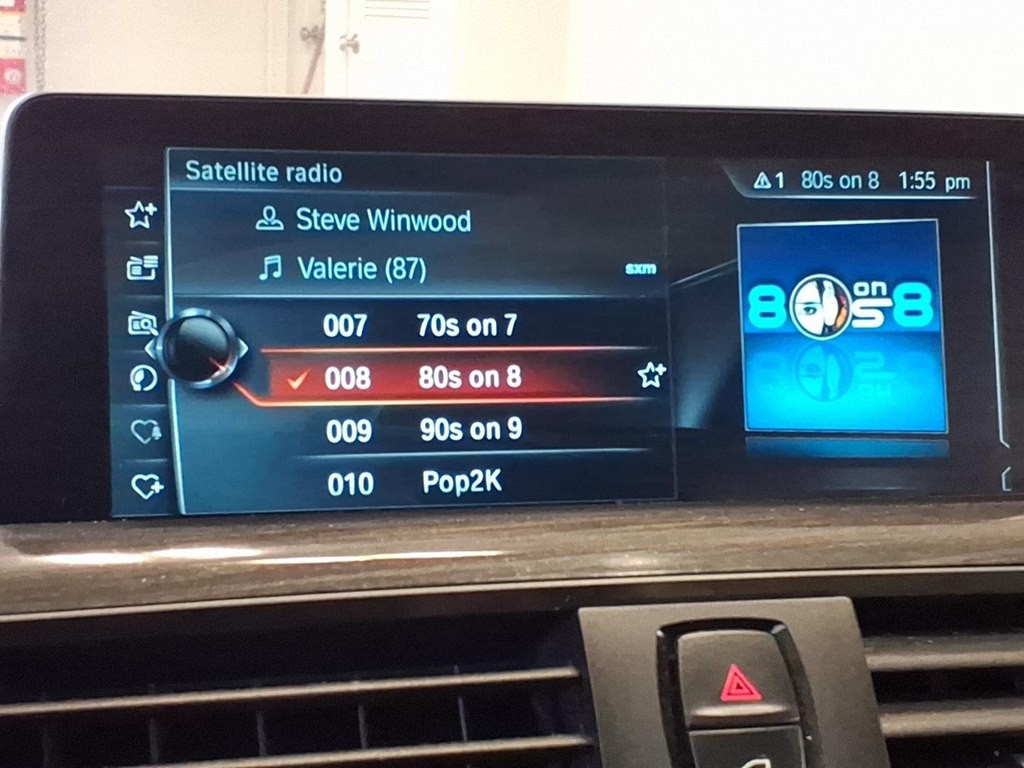 Satellite radio
1 80s on 8 1:55 pm
Steve Winwood
Valerie (87)
sxm
007 70s on 7
008 80s on 8
009 90s on 9
010 Pop2K
80s on 8